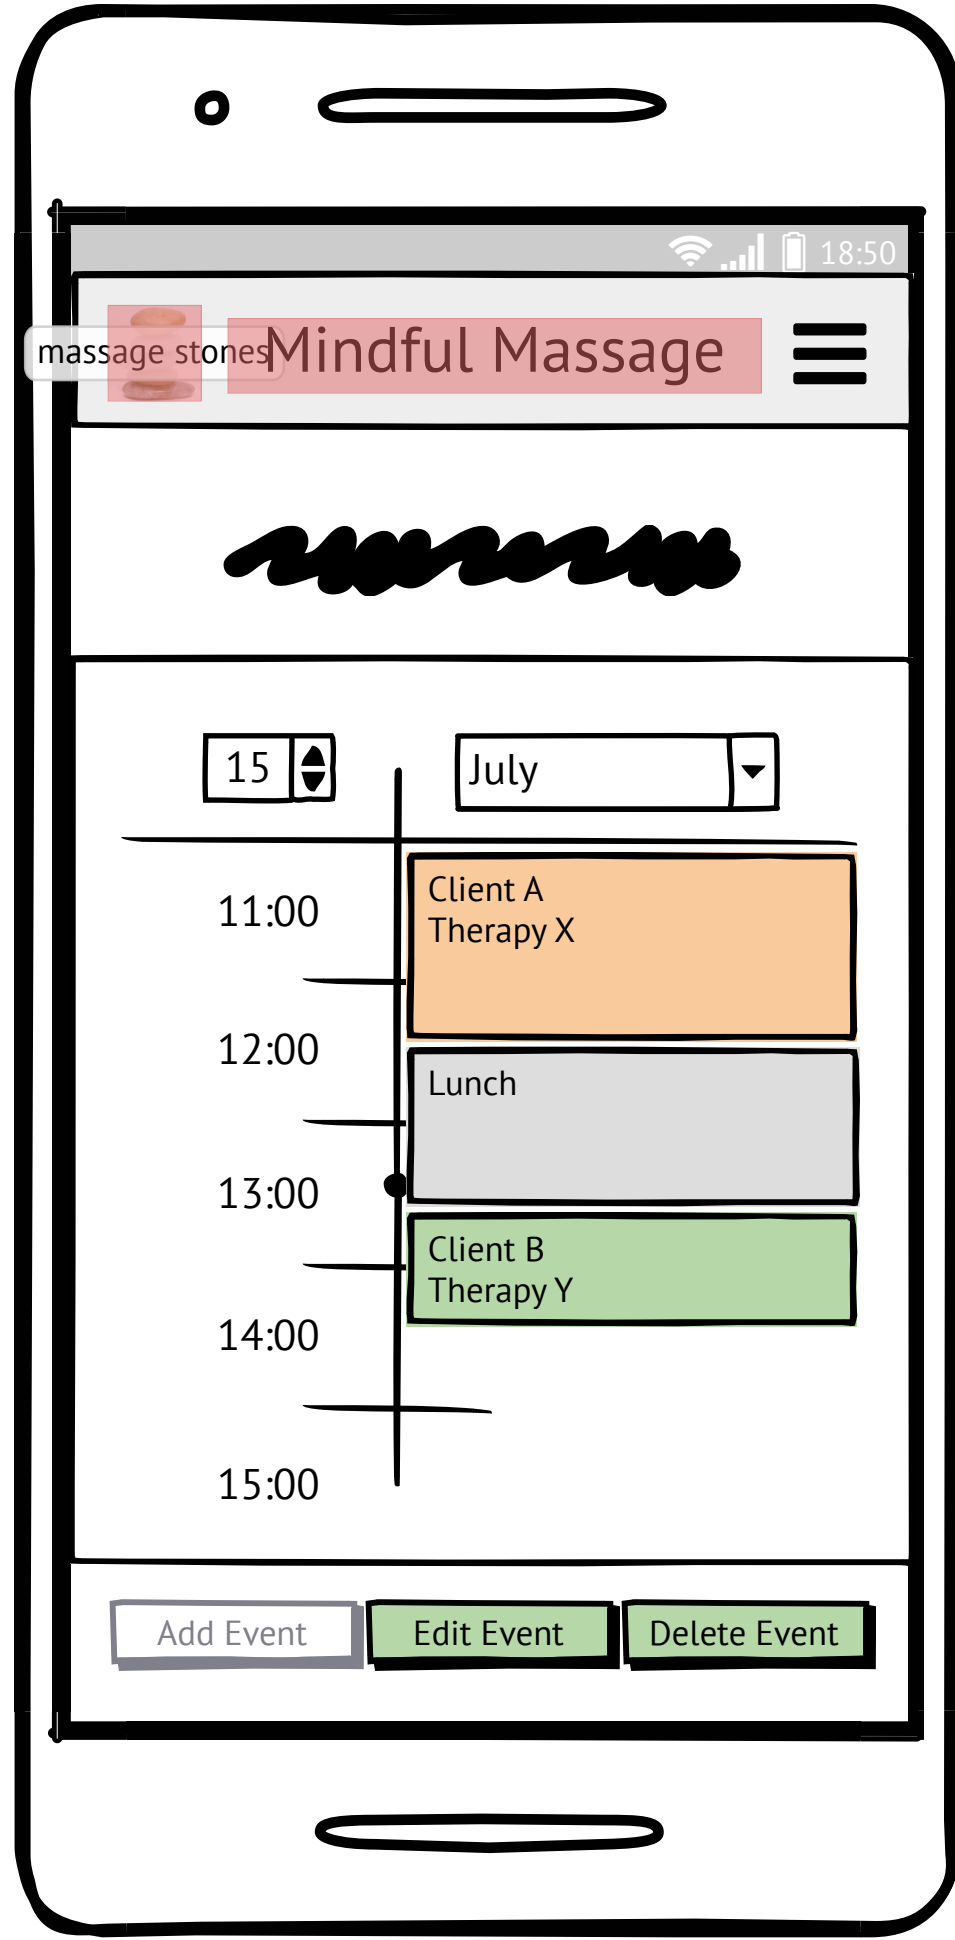 18:50
massage stones
Mindful Massage
15
July
11:00
Client A
Therapy X
12:00
Lunch
13:00
Client B
Therapy Y
14:00
15:00
Add Event
Edit Event
Delete Event